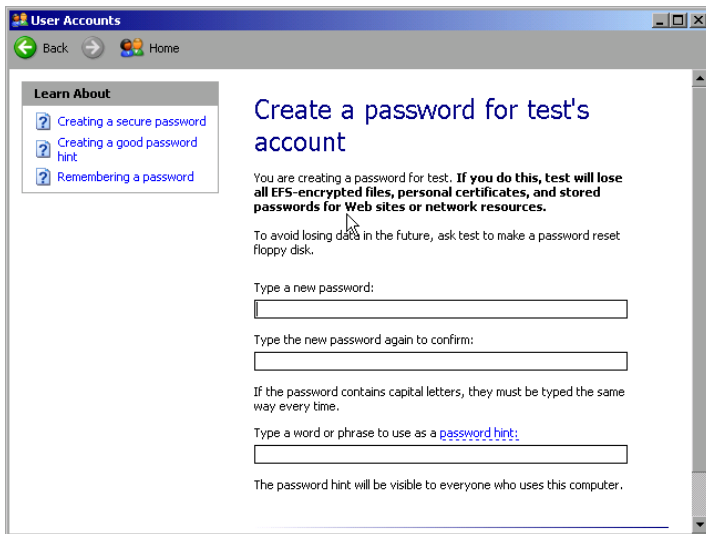 User Accounts
Back
Home
Learn About
Creating a secure password
Creating a good password
hint
Remembering a password
Create a password for test's
account
You are creating a password for test. If you do this, test will lose
all EFS-encrypted files, personal certificates, and stored
passwords for Web sites or network resources.
To avoid losing data in the future, ask test to make a password reset
floppy disk.
Type a new password:
Type the new password again to confirm:
If the password contains capital letters, they must be typed the same
way every time.
Type a word or phrase to use as a password hint:
The password hint will be visible to everyone who uses this computer.